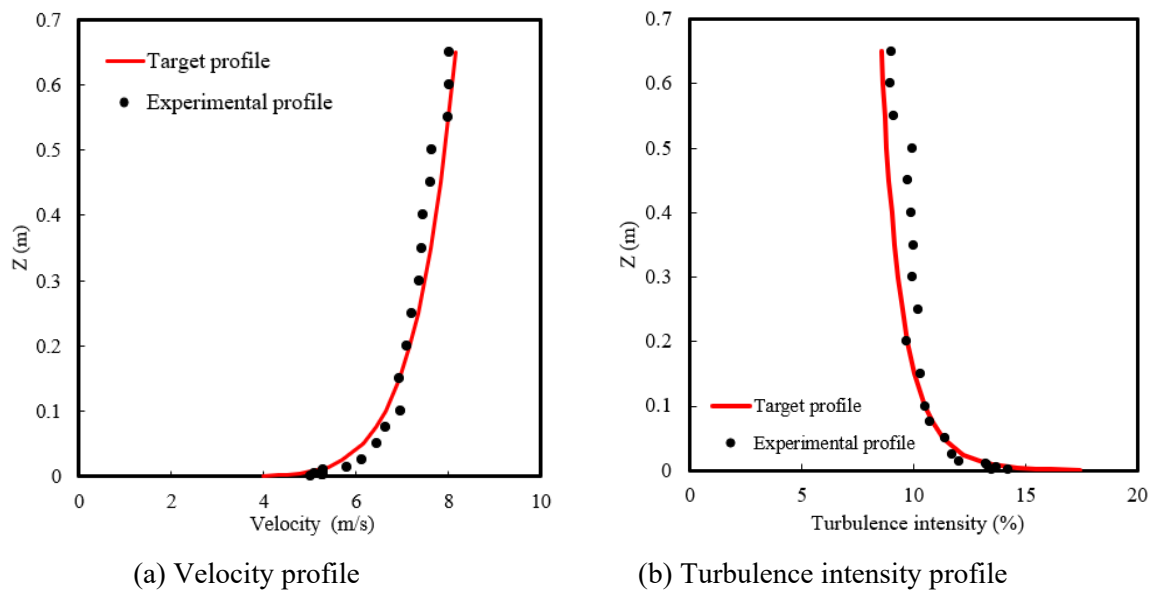 0.7
0.6
0.5
0.4
0.3
0.2
0.1
0
Z (m)
Target profile
Experimental profile
0 2 4 6 8 10
Velocity (m/s)
(a) Velocity profile
0.7
0.6
0.5
0.4
0.3
0.2
0.1
0
Z (m)
Target profile
Experimental profile
0 5 10 15 20
Turbulence intensity (%)
(b) Turbulence intensity profile